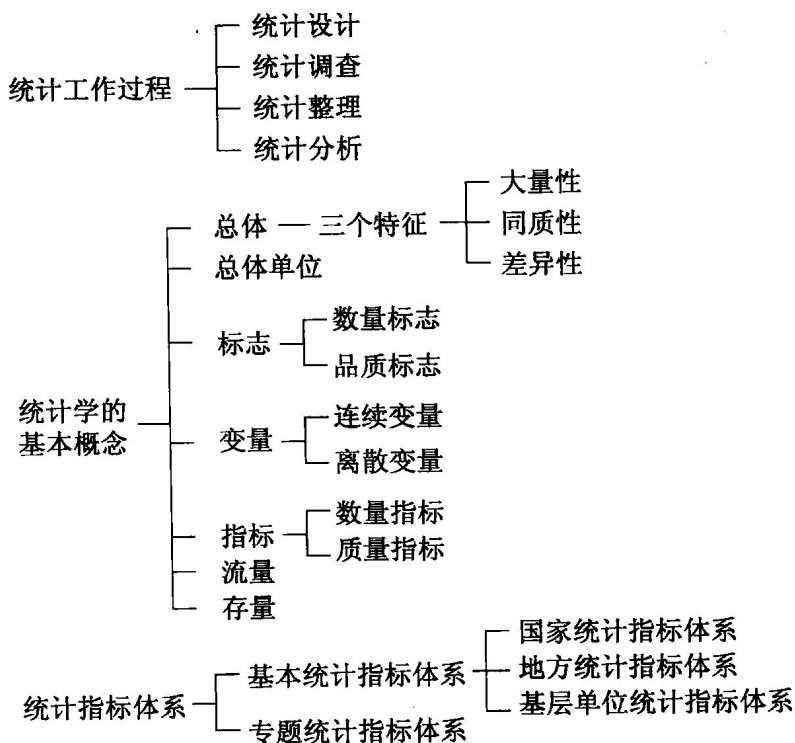 统计设计
统计调查
统计工作过程
统计整理
统计分析
大量性
总体
三个特征
同质性
差异性
总体单位
数量标志
标志
品质标志
统计学的
基本概念
连续变量
变量
离散变量
数量指标
指标
质量指标
流量
存量
国家统计指标体系
基本统计指标体系
地方统计指标体系
基层单位统计指标体系
统计指标体系
专题统计指标体系